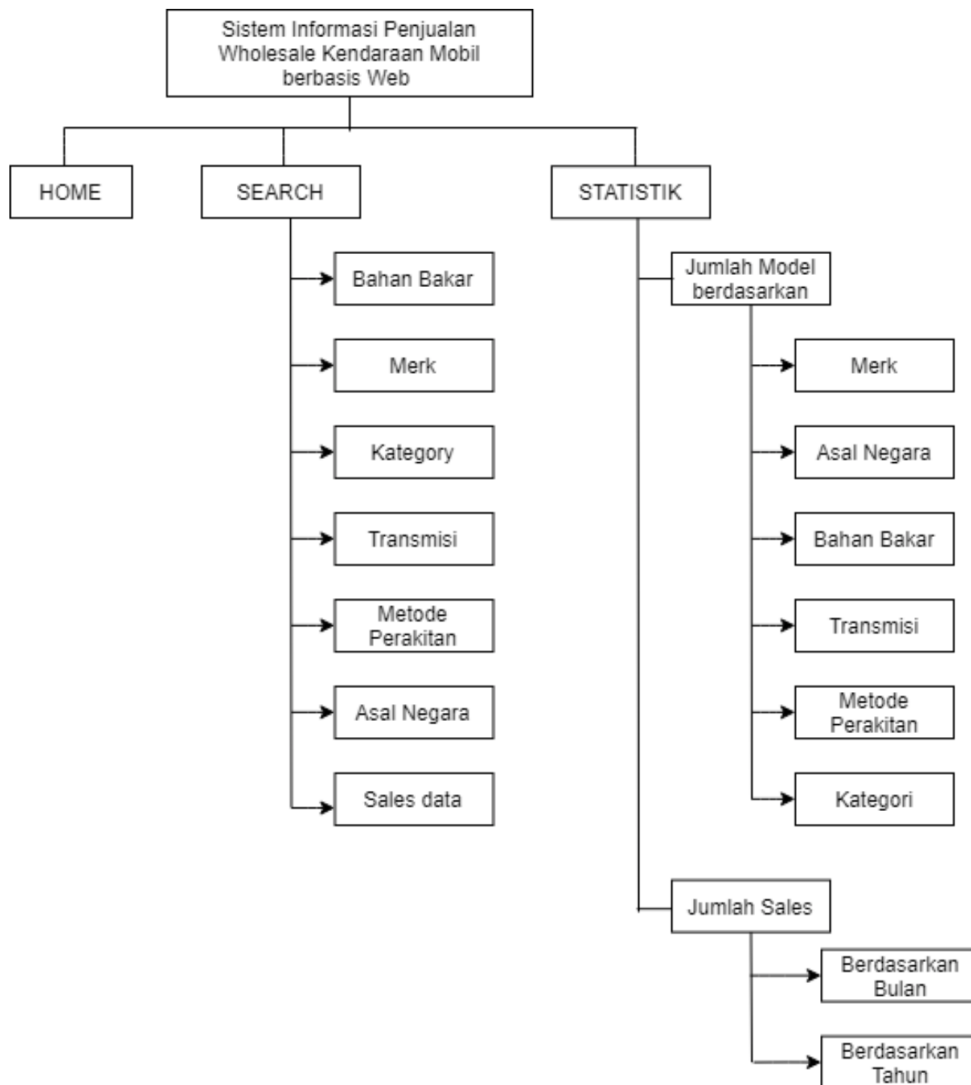 Sistem Informasi Penjualan
Wholesale Kendaraan Mobil
berbasis Web
HOME
SEARCH
STATISTIK
Bahan Bakar
Merk
Kategory
Transmisi
Metode
Perakitan
Asal Negara
Sales data
Jumlah Model
berdasarkan
Merk
Asal Negara
Bahan Bakar
Transmisi
Metode
Perakitan
Kategori
Jumlah Sales
Berdasarkan
Bulan
Berdasarkan
Tahun